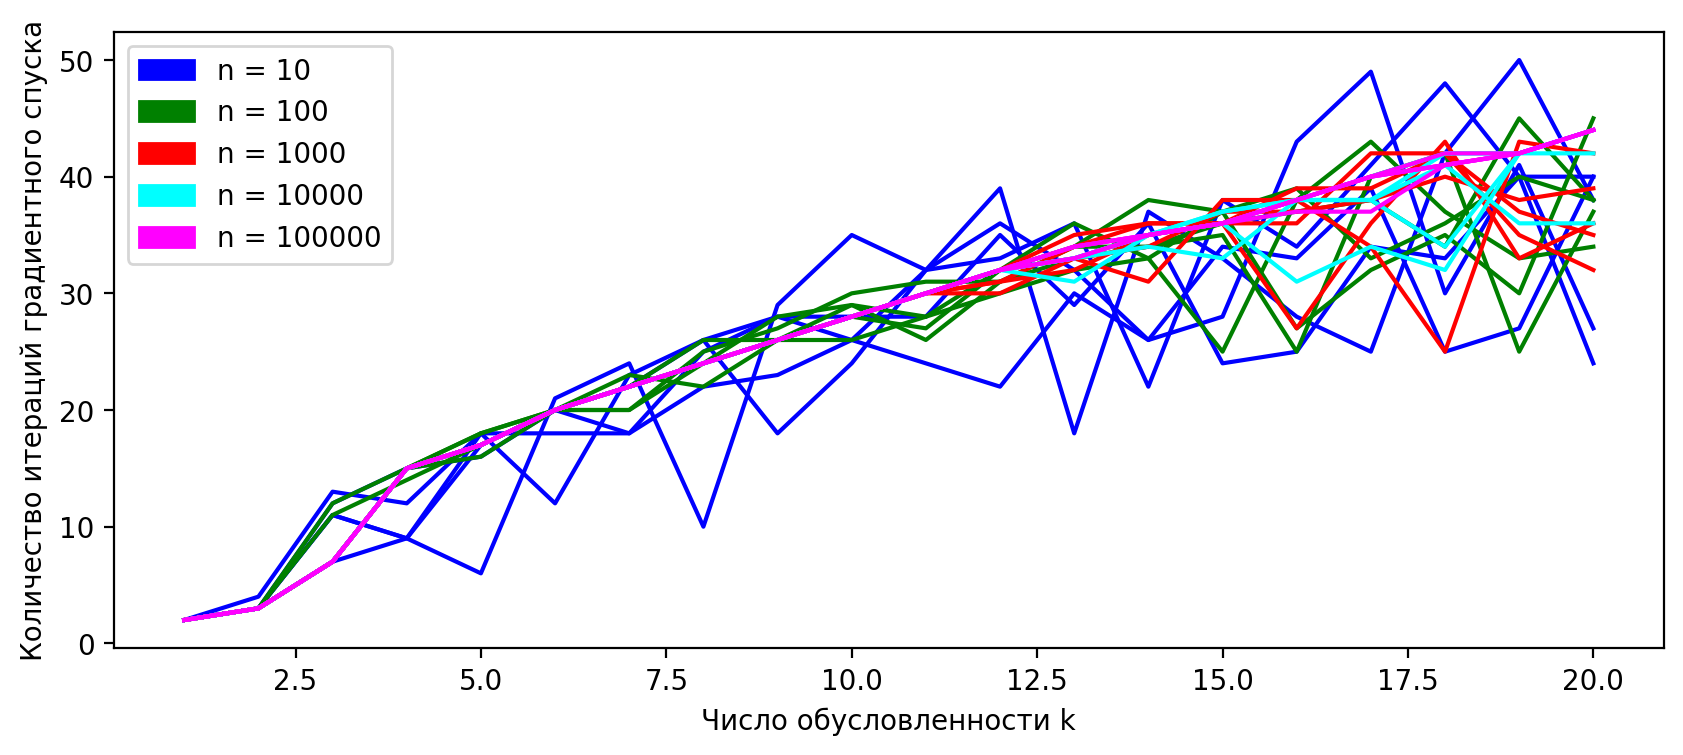 Количество итераций градиентного спуска
50
40
30
20
10
0
n = 10
n = 100
n = 1000
n = 10000
n = 100000
2.5 5.0 7.5 10.0 12.5 15.0 17.5 20.0
Число обусловленности k